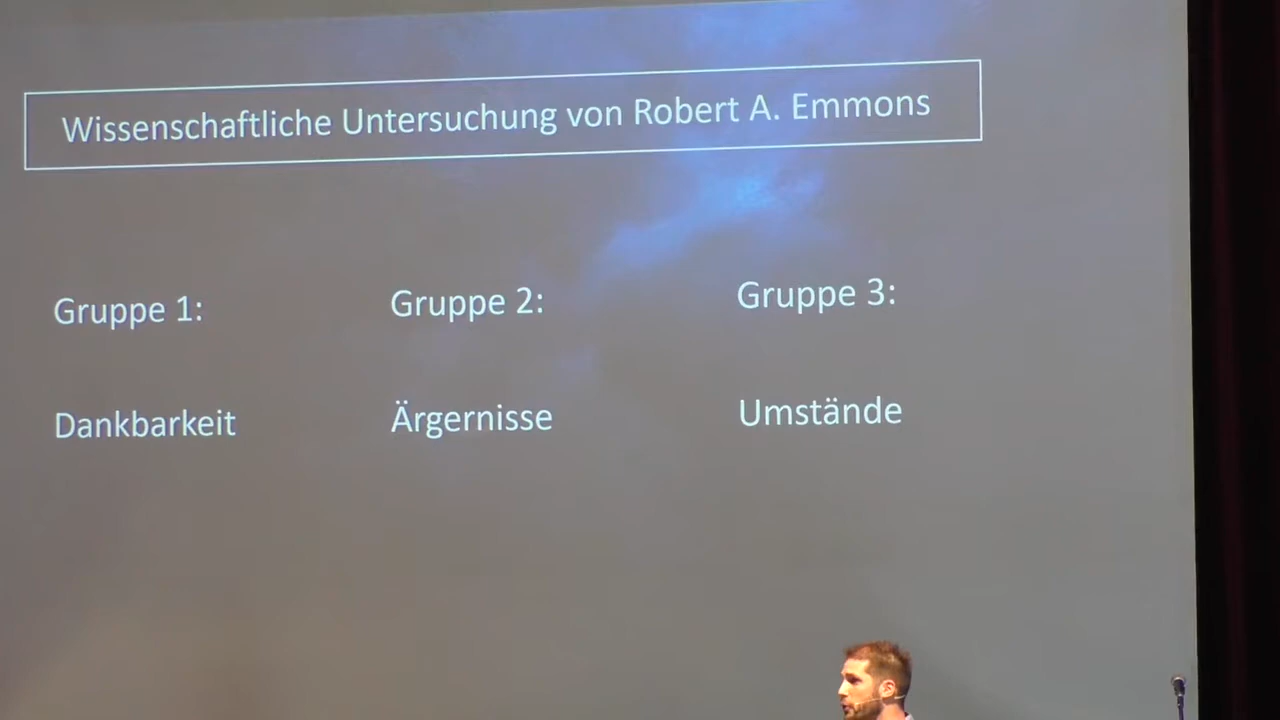 Wissenschaftliche Untersuchung von Robert A. Emmons
Gruppe 1:
Gruppe 2:
Gruppe 3:
Dankbarkeit
Ärgernisse
Umstände